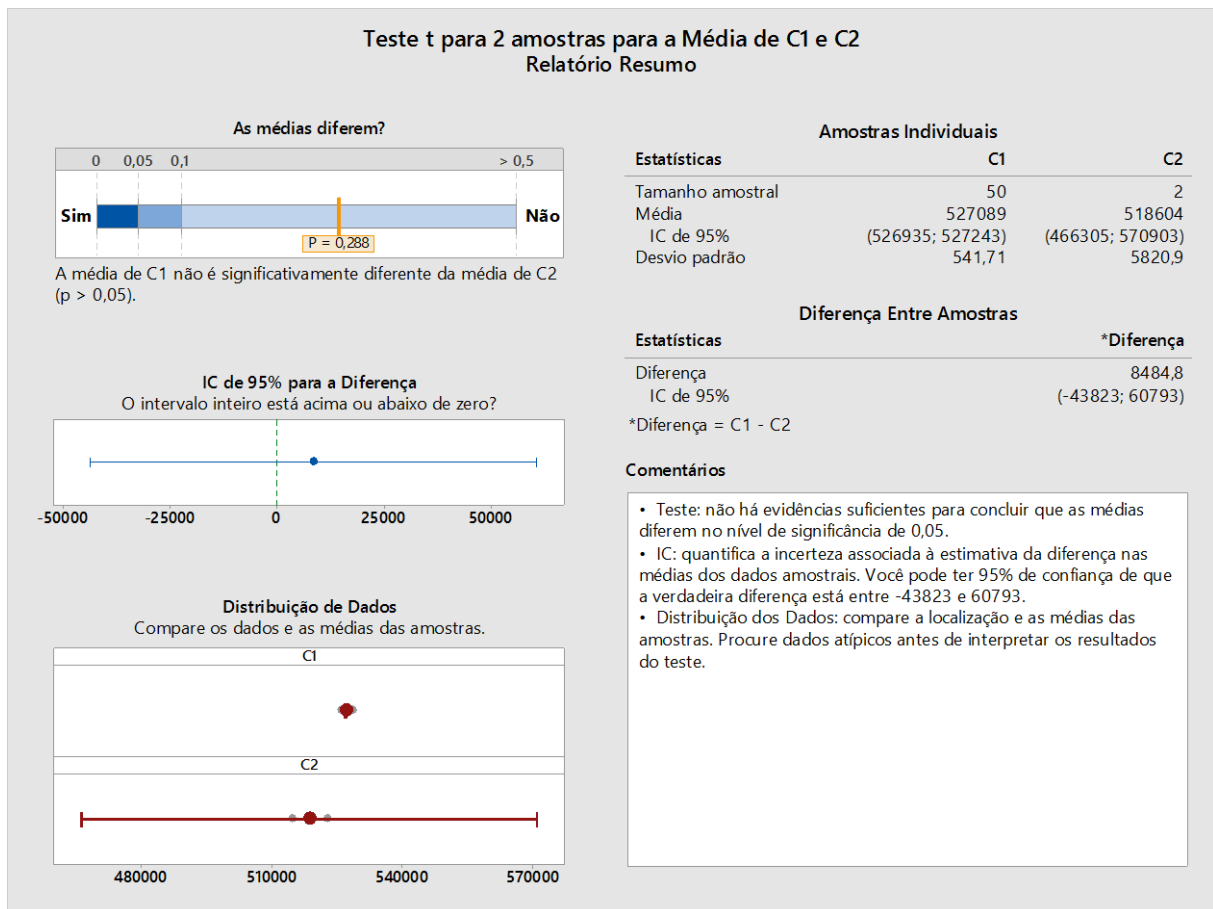 Teste t para 2 amostras para a Média de C1 e C2
Relatório Resumo
As médias diferem?
0 0,05 0,1 > 0,5
Sim Não
P = 0,288
A média de C1 não é significativamente diferente da média de C2
(p > 0,05).
IC de 95% para a Diferença
O intervalo inteiro está acima ou abaixo de zero?
-50000 -25000 0 25000 50000
Distribuição de Dados
Compare os dados e as médias das amostras.
C1
C2
480000 510000 540000 570000
Amostras Individuais
Estatísticas C1 C2
Tamanho amostral 50 2
Média 527089 518604
IC de 95% (526935; 527243) (466305; 570903)
Desvio padrão 541,71 5820,9
Diferença Entre Amostras
Estatísticas *Diferença
Diferença 8484,8
IC de 95% (-43823; 60793)
*Diferença = C1 - C2
Comentários
• Teste: não há evidências suficientes para concluir que as médias
diferem no nível de significância de 0,05.
• IC: quantifica a incerteza associada à estimativa da diferença nas
médias dos dados amostrais. Você pode ter 95% de confiança de que
a verdadeira diferença está entre -43823 e 60793.
• Distribuição dos Dados: compare a localização e as médias das
amostras. Procure dados atípicos antes de interpretar os resultados
do teste.